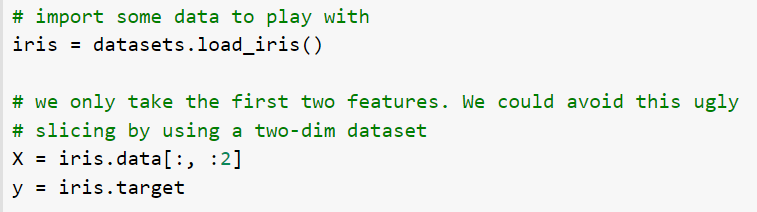 # import some data to play with
iris = datasets.load_iris()
# we only take the first two features. We could avoid this ugly
# slicing by using a two-dim dataset
X = iris.data[:, :2]
y = iris.target